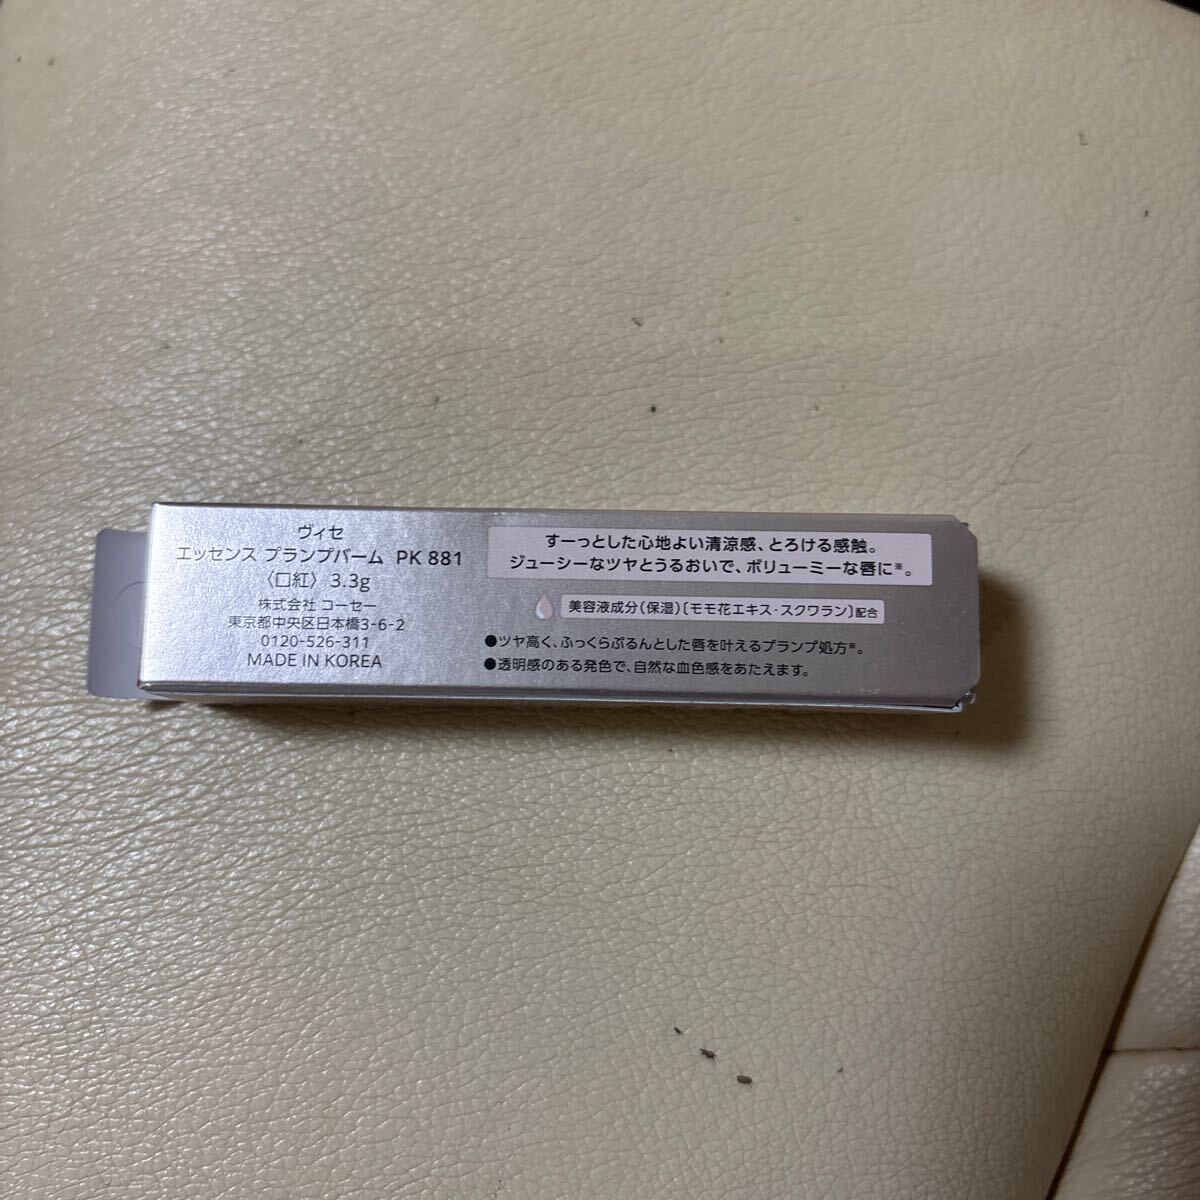 ヴィセ
エッセンス プランプバーム PK 881
〈口紅〉 3.3g
株式会社 コーセー
東京都中央区日本橋3-6-2
0120-526-311
MADE IN KOREA
すーっとした心地よい清涼感、とろける感触。
ジューシーなツヤとうるおいで、ボリューミーな唇に※。
美容液成分（保湿）〔モモ花エキス・スクワラン〕配合
●ツヤ高く、ふっくらぷるんとした唇を叶えるプランプ処方※。
●透明感のある発色で、自然な血色感をあたえます。